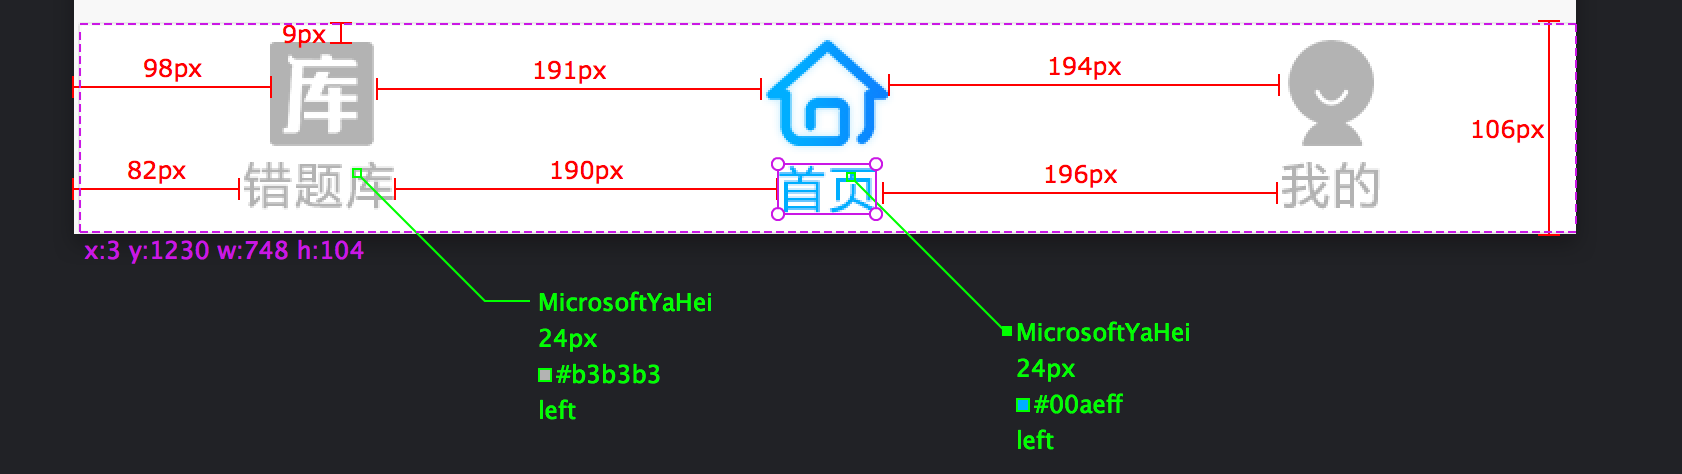 9px
98px
191px
194px
库
106px
82px
190px
196px
错题库
首页
我的
x:3 y:1230 w:748 h:104
MicrosoftYaHei
24px
#b3b3b3
left
MicrosoftYaHei
24px
#00aeff
left